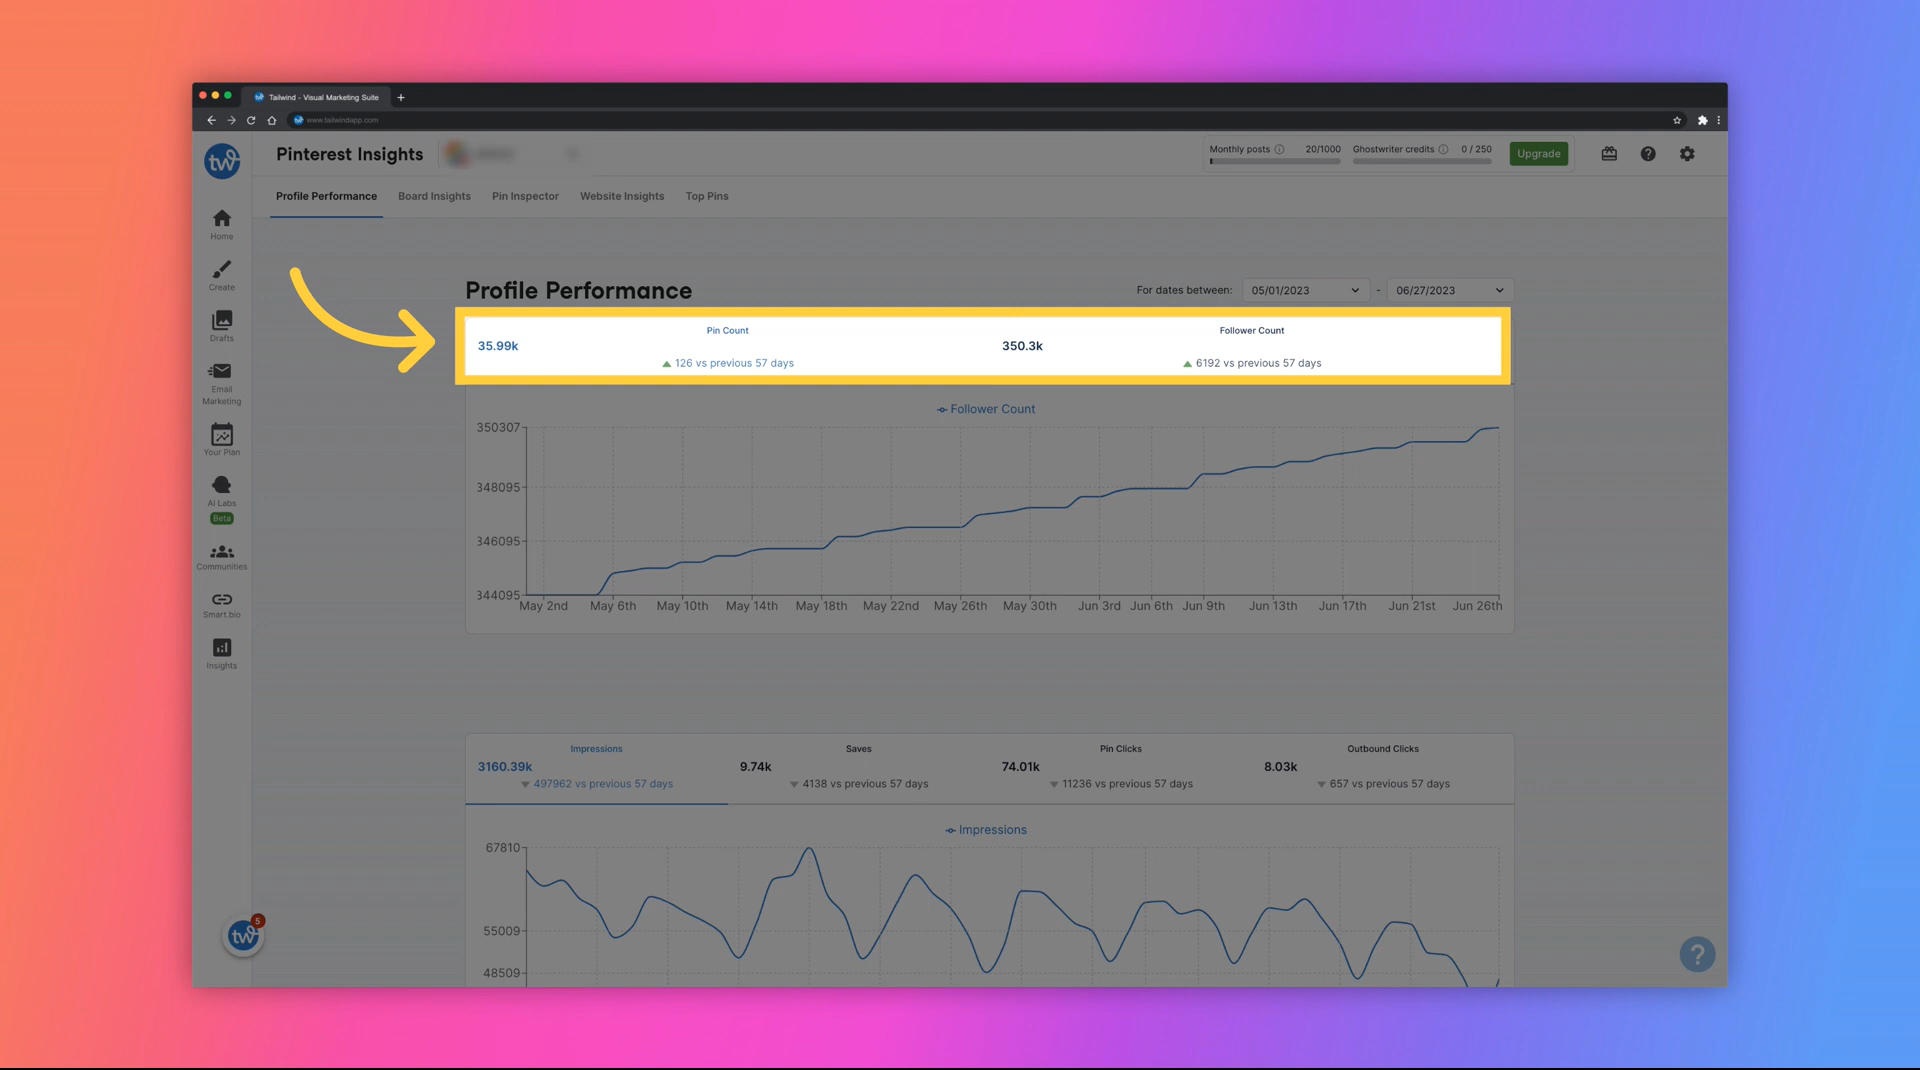 Tailwind - Visual Marketing Suite
www.tailwindapp.com
tw
Pinterest Insights
Monthly posts 20/1000
Ghostwriter credits 0 / 250
Upgrade
Profile Performance
Board Insights
Pin Inspector
Website Insights
Top Pins
Home
Create
Drafts
Email
Marketing
Your Plan
AI Labs
Beta
Communities
Smart.bio
Insights
tw
5
Profile Performance
For dates between: 05/01/2023 - 06/27/2023
Pin Count
35.99k
126 vs previous 57 days
Follower Count
350.3k
6192 vs previous 57 days
Follower Count
350307
348095
346095
344095
May 2nd May 6th May 10th May 14th May 18th May 22nd May 26th May 30th Jun 3rd Jun 6th Jun 9th Jun 13th Jun 17th Jun 21st Jun 26th
Impressions
3160.39k
497962 vs previous 57 days
Saves
9.74k
4138 vs previous 57 days
Pin Clicks
74.01k
11236 vs previous 57 days
Outbound Clicks
8.03k
657 vs previous 57 days
Impressions
67810
55009
48509
?